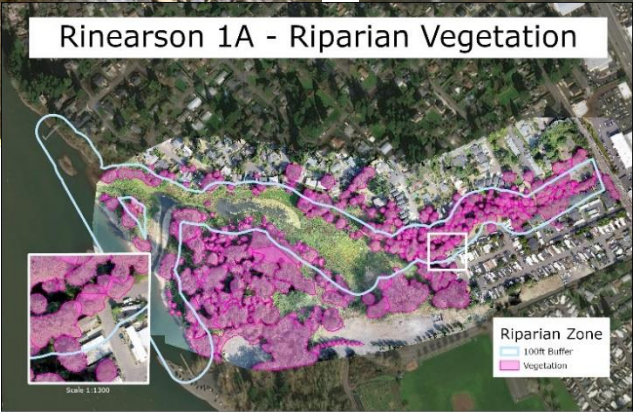 Rinearson 1A - Riparian Vegetation
Scale 1:1300
Riparian Zone
100ft Buffer
Vegetation